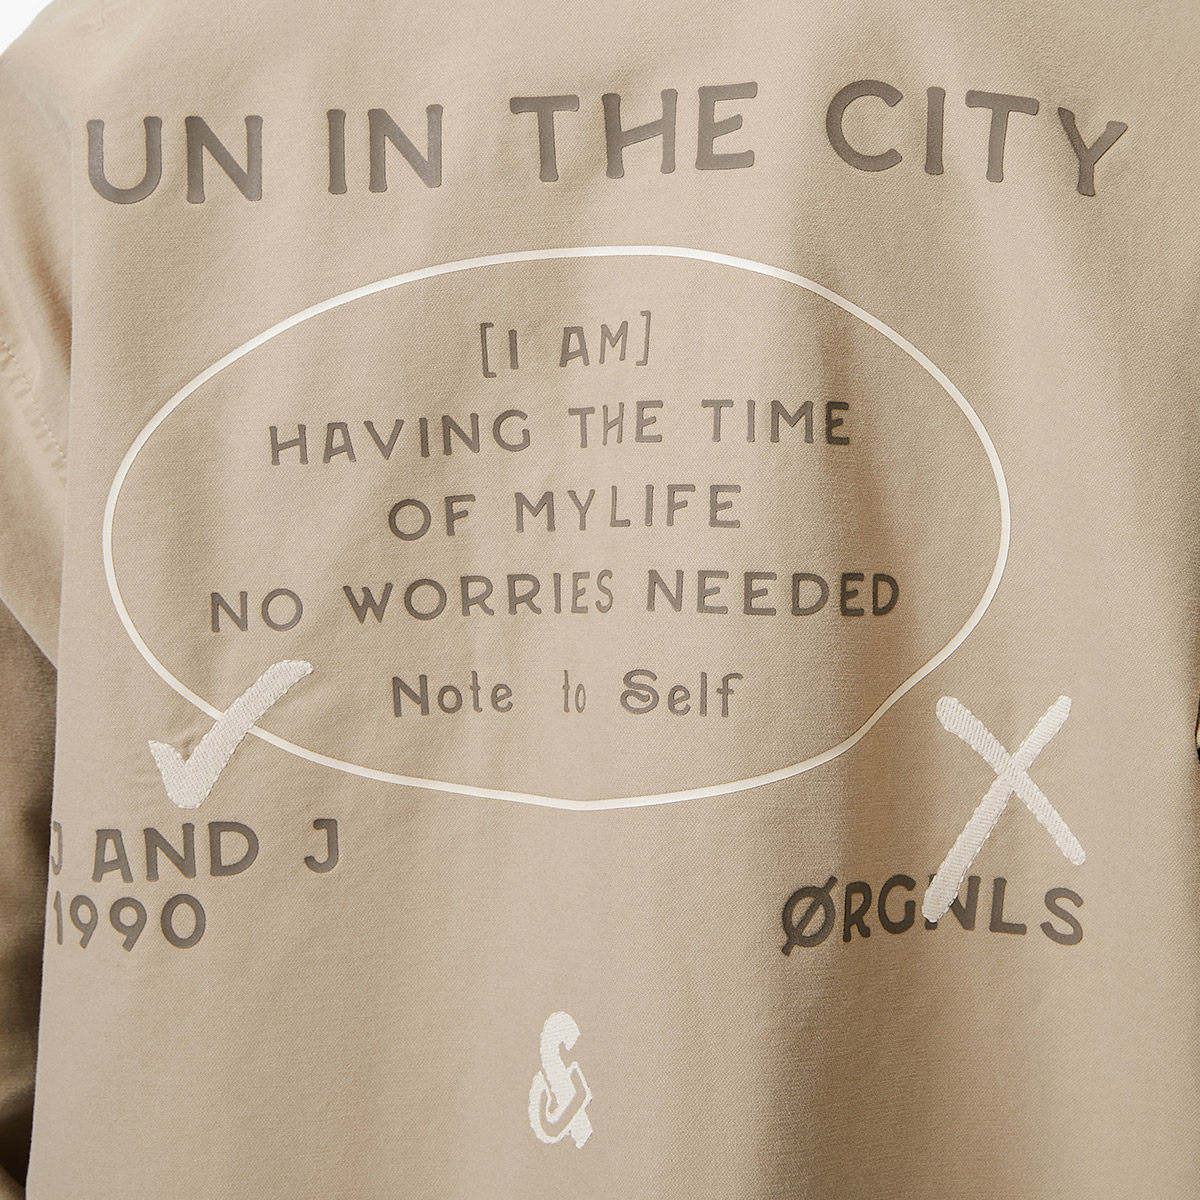 UN IN THE CITY
[I AM]
HAVING THE TIME
OF MYLIFE
NO WORRIES NEEDED
Note to Self
J AND J
1990
ØRGNLS
&